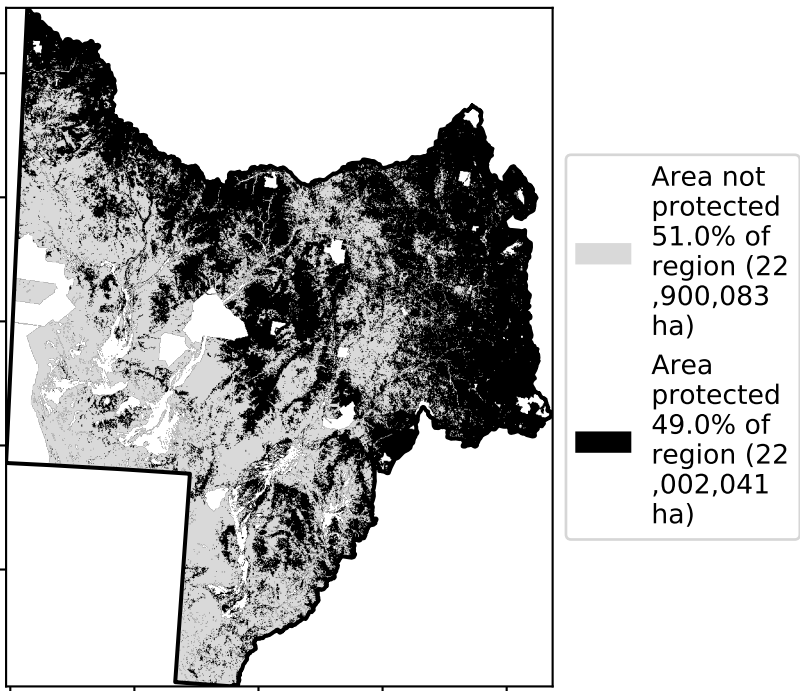 Area not
protected
51.0% of
region (22
,900,083
ha)
Area
protected
49.0% of
region (22
,002,041
ha)